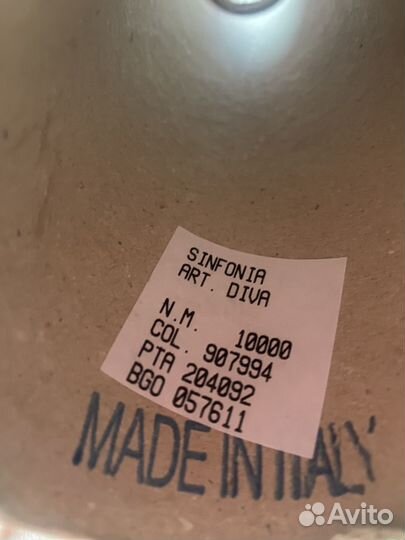 SINFONIA
ART. DIVA
N.M. 10000
COL. 907994
PTA 204092
BGO 057611
MADE IN ITALY
Avito